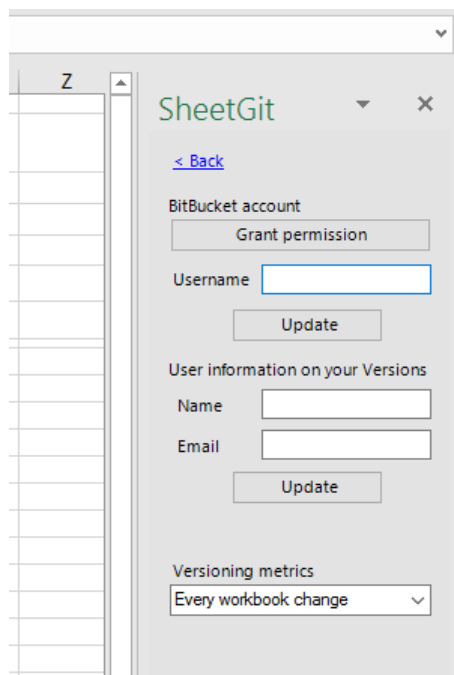 Z
SheetGit
< Back
BitBucket account
Grant permission
Username
Update
User information on your Versions
Name
Email
Update
Versioning metrics
Every workbook change